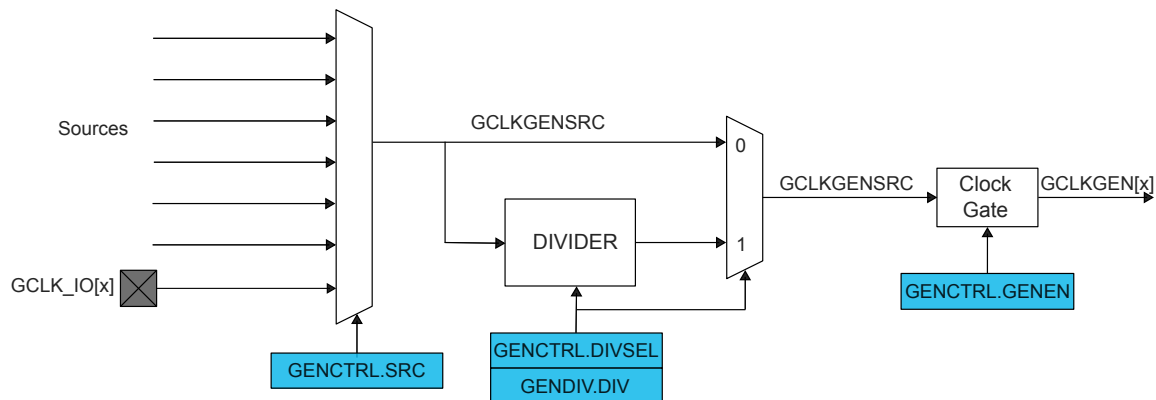 Sources
GCLK_IO[x]
GENCTRL.SRC
GCLKGENSRC
DIVIDER
0
1
GENCTRL.DIVSEL
GENDIV.DIV
GCLKGENSRC
Clock
Gate
GENCTRL.GENEN
GCLKGEN[x]